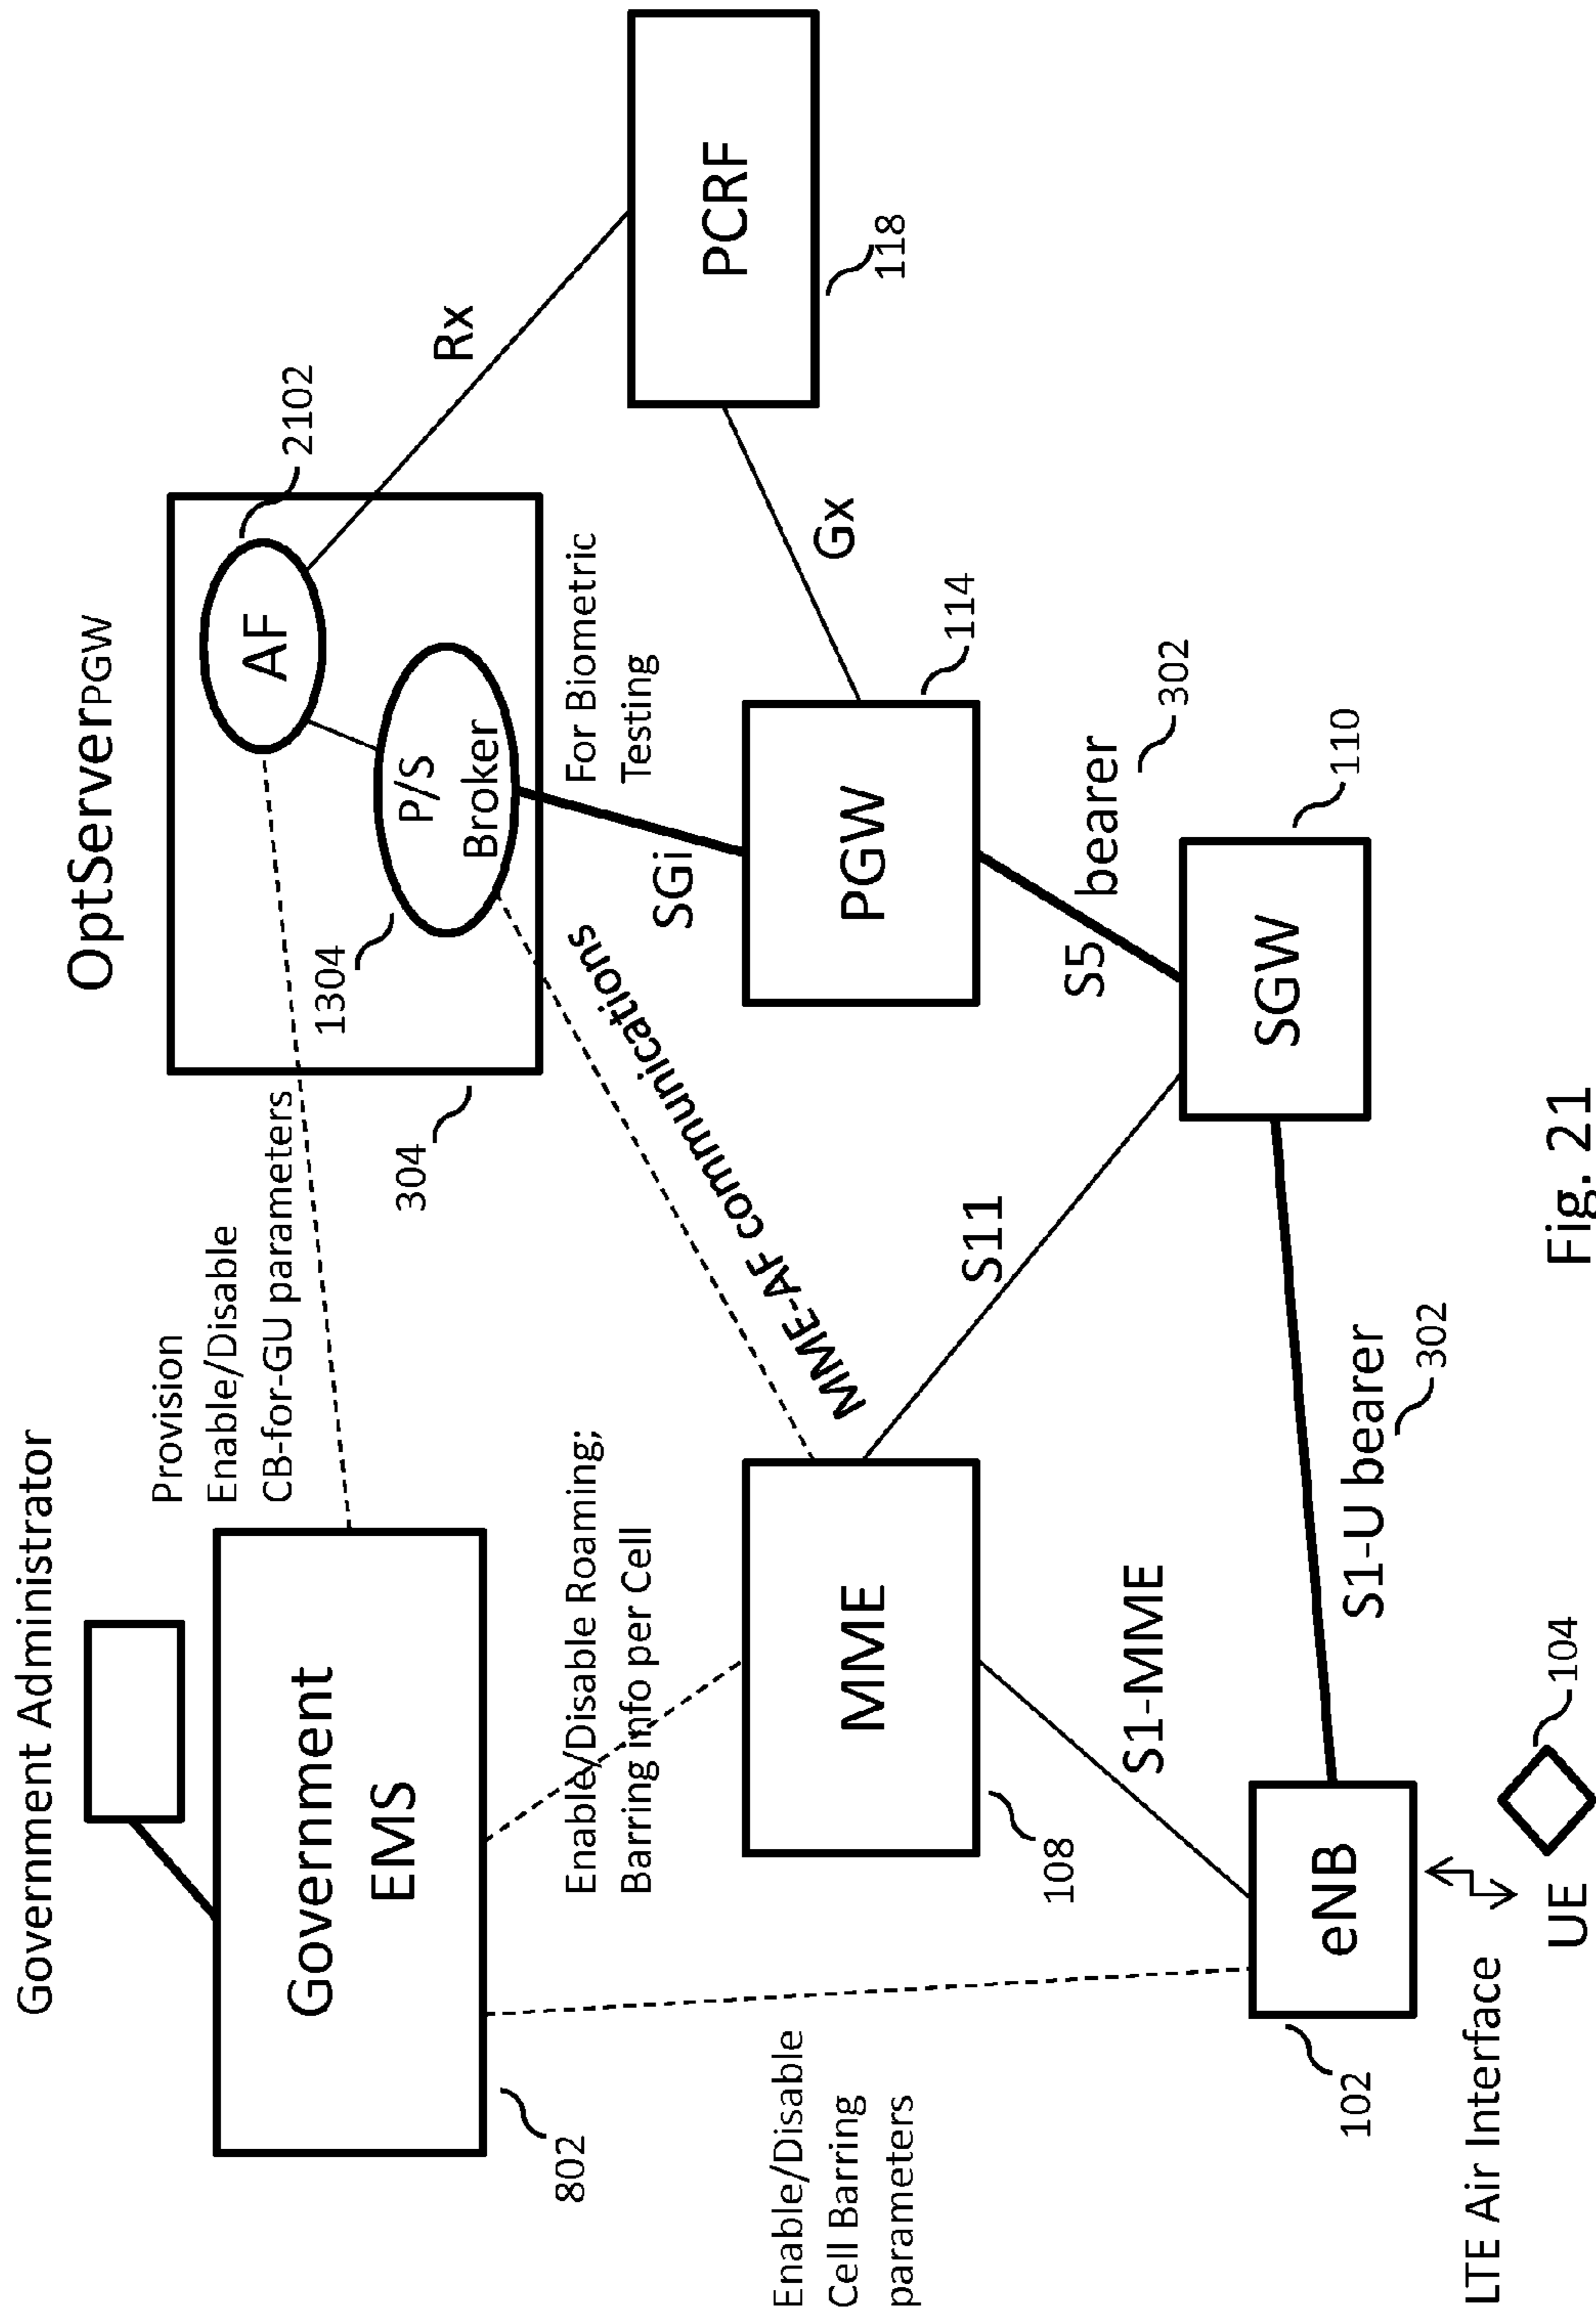 Government Administrator
OptServerPGW
Provision
Enable/Disable
CB-for-GU parameters
Government
EMS
802
304
1304
AF
2102
P/S
Broker
Rx
For Biometric
Testing
SGi
MME-AF communications
Enable/Disable Roaming;
Barring info per Cell
Enable/Disable
Cell Barring
parameters
MME
108
PGW
114
Gx
PCRF
118
S11
S5
bearer
302
S1-MME
SGW
110
S1-U bearer
302
eNB
102
LTE Air Interface
UE
104
Fig. 21